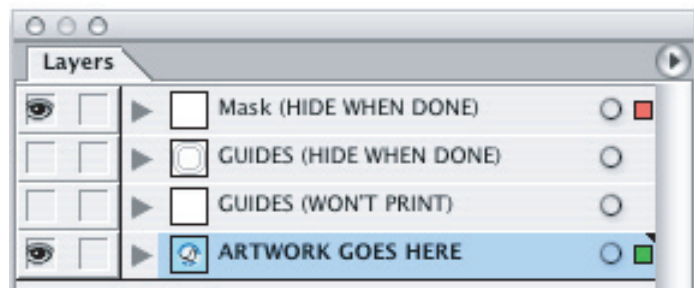 Layers
Mask (HIDE WHEN DONE)
GUIDES (HIDE WHEN DONE)
GUIDES (WON'T PRINT)
ARTWORK GOES HERE